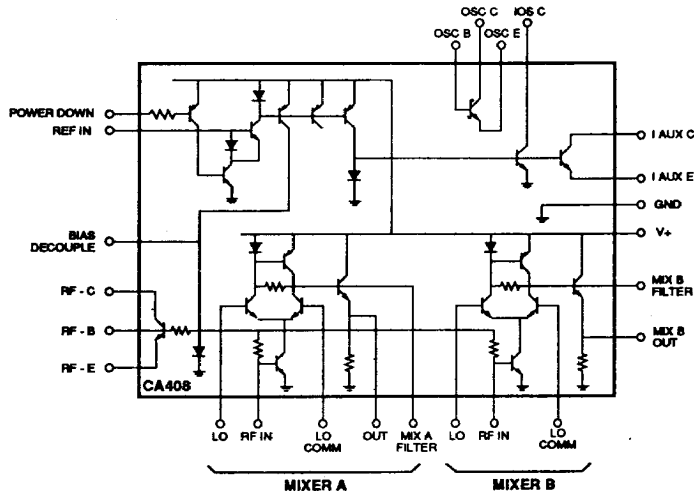 OSC C
IOS C
OSC B
OSC E
POWER DOWN
REF IN
I AUX C
I AUX E
GND
BIAS
DECOUPLE
V+
RF - C
MIX B
FILTER
RF - B
MIX B
OUT
RF - E
CA408
LO
RF IN
LO
COMM
OUT
MIX A
FILTER
LO
RF IN
LO
COMM
MIXER A
MIXER B